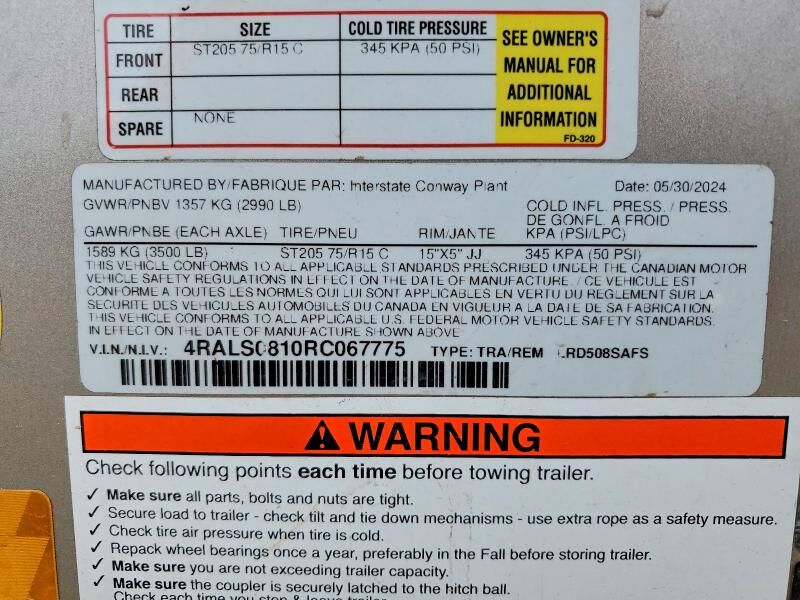 TIRE SIZE COLD TIRE PRESSURE SEE OWNER'S MANUAL FOR ADDITIONAL INFORMATION
FRONT ST205 75/R15 C 345 KPA (50 PSI)
REAR
SPARE NONE
FD-320
MANUFACTURED BY/FABRIQUE PAR: Interstate Conway Plant Date: 05/30/2024
GVWR/PNBV 1357 KG (2990 LB) COLD INFL. PRESS. / PRESS.
DE GONFL. A FROID
GAWR/PNBE (EACH AXLE) TIRE/PNEU RIM/JANTE KPA (PSI/LPC)
1589 KG (3500 LB) ST205 75/R15 C 15"X5" JJ 345 KPA (50 PSI)
THIS VEHICLE CONFORMS TO ALL APPLICABLE STANDARDS PRESCRIBED UNDER THE CANADIAN MOTOR
VEHICLE SAFETY REGULATIONS IN EFFECT ON THE DATE OF MANUFACTURE. / CE VEHICULE EST
CONFORME A TOUTES LES NORMES QUI LUI SONT APPLICABLES EN VERTU DU REGLEMENT SUR LA
SECURITE DES VEHICULES AUTOMOBILES DU CANADA EN VIGUEUR A LA DATE DE SA FABRICATION.
THIS VEHICLE CONFORMS TO ALL APPLICABLE U.S. FEDERAL MOTOR VEHICLE SAFETY STANDARDS.
IN EFFECT ON THE DATE OF MANUFACTURE SHOWN ABOVE
V.I.N./N.I.V.: 4RALS0810RC067775 TYPE: TRA/REM LRD508SAFS
WARNING
Check following points each time before towing trailer.
✓ Make sure all parts, bolts and nuts are tight.
✓ Secure load to trailer - check tilt and tie down mechanisms - use extra rope as a safety measure.
✓ Check tire air pressure when tire is cold.
✓ Repack wheel bearings once a year, preferably in the Fall before storing trailer.
✓ Make sure you are not exceeding trailer capacity.
✓ Make sure the coupler is securely latched to the hitch ball.
Check each time you stop & leave trailer